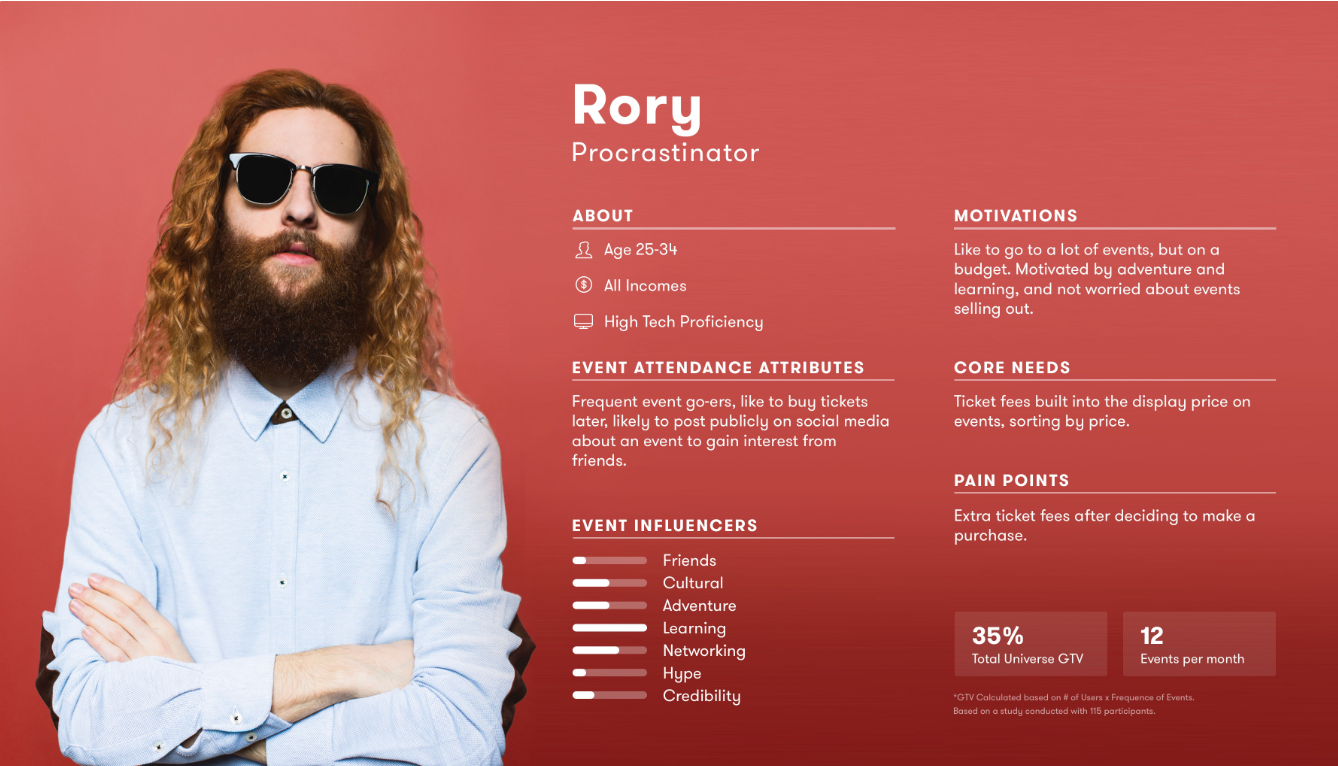 Rory
Procrastinator
ABOUT
Age 25-34
All Incomes
High Tech Proficiency
EVENT ATTENDANCE ATTRIBUTES
Frequent event go-ers, like to buy tickets
later, likely to post publicly on social media
about an event to gain interest from
friends.
EVENT INFLUENCERS
Friends
Cultural
Adventure
Learning
Networking
Hype
Credibility
MOTIVATIONS
Like to go to a lot of events, but on a
budget. Motivated by adventure and
learning, and not worried about events
selling out.
CORE NEEDS
Ticket fees built into the display price on
events, sorting by price.
PAIN POINTS
Extra ticket fees after deciding to make a
purchase.
35%
Total Universe GTV
12
Events per month
*GTV Calculated based on # of Users x Frequence of Events.
Based on a study conducted with 115 participants.